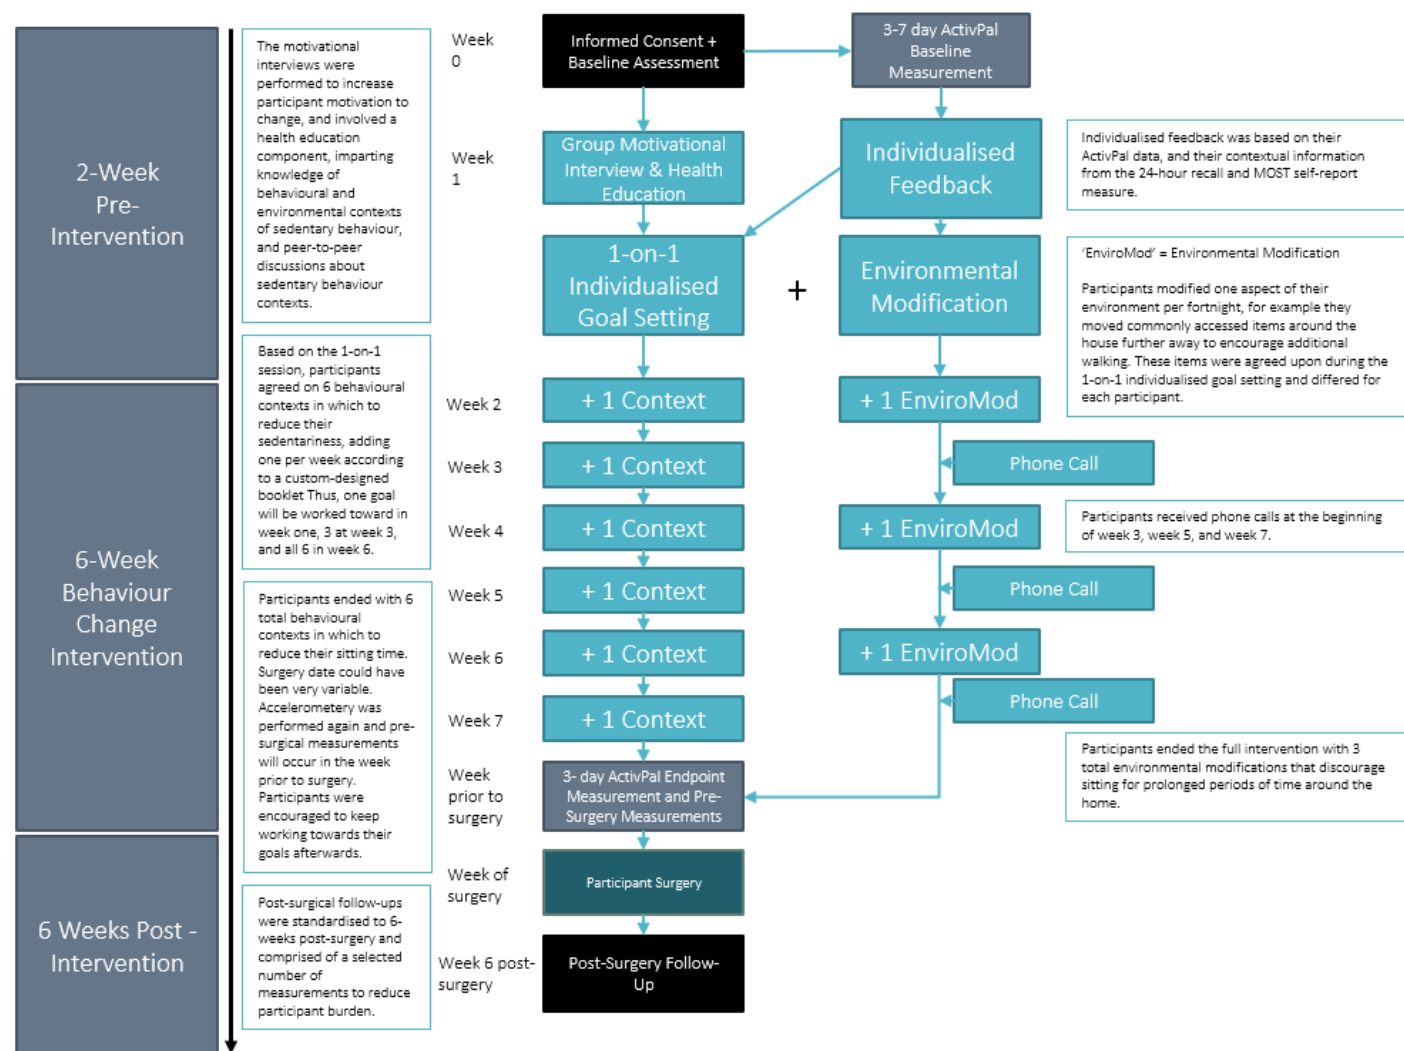 2-Week
Pre-
Intervention
6-Week
Behaviour
Change
Intervention
6 Weeks Post -
Intervention
The motivational
interviews were
performed to increase
participant motivation to
change, and involved a
health education
component, imparting
knowledge of
behavioural and
environmental contexts
of sedentary behaviour,
and peer-to-peer
discussions about
sedentary behaviour
contexts.
Based on the 1-on-1
session, participants
agreed on 6 behavioural
contexts in which to
reduce their
sedentariness, adding
one per week according
to a custom-designed
booklet Thus, one goal
will be worked toward in
week one, 3 at week 3,
and all 6 in week 6.
Participants ended with 6
total behavioural
contexts in which to
reduce their sitting time.
Surgery date could have
been very variable.
Accelerometery was
performed again and pre-
surgical measurements
will occur in the week
prior to surgery.
Participants were
encouraged to keep
working towards their
goals afterwards.
Post-surgical follow-ups
were standardised to 6-
weeks post-surgery and
comprised of a selected
number of
measurements to reduce
participant burden.
Week
0
Week
1
Week 2
Week 3
Week 4
Week 5
Week 6
Week 7
Week
prior to
surgery
Week of
surgery
Week 6 post-
surgery
Informed Consent +
Baseline Assessment
Group Motivational
Interview & Health
Education
1-on-1
Individualised
Goal Setting
+ 1 Context
+ 1 Context
+ 1 Context
+ 1 Context
+ 1 Context
+ 1 Context
3- day ActivPal Endpoint
Measurement and Pre-
Surgery Measurements
Participant Surgery
Post-Surgery Follow-
Up
+
3-7 day ActivPal
Baseline
Measurement
Individualised
Feedback
Environmental
Modification
+ 1 EnviroMod
Phone Call
+ 1 EnviroMod
Phone Call
+ 1 EnviroMod
Phone Call
Individualised feedback was based on their
ActivPal data, and their contextual information
from the 24-hour recall and MOST self-report
measure.
‘EnviroMod’ = Environmental Modification
Participants modified one aspect of their
environment per fortnight, for example they
moved commonly accessed items around the
house further away to encourage additional
walking. These items were agreed upon during the
1-on-1 individualised goal setting and differed for
each participant.
Participants received phone calls at the beginning
of week 3, week 5, and week 7.
Participants ended the full intervention with 3
total environmental modifications that discourage
sitting for prolonged periods of time around the
home.